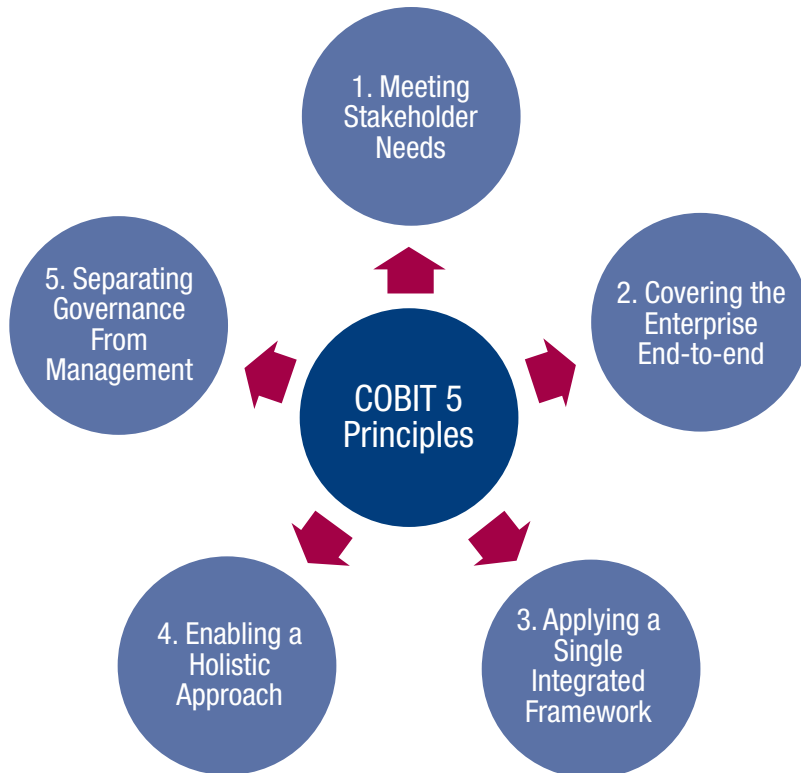 1. Meeting
Stakeholder
Needs
2. Covering the
Enterprise
End-to-end
3. Applying a
Single
Integrated
Framework
4. Enabling a
Holistic
Approach
5. Separating
Governance
From
Management
COBIT 5
Principles